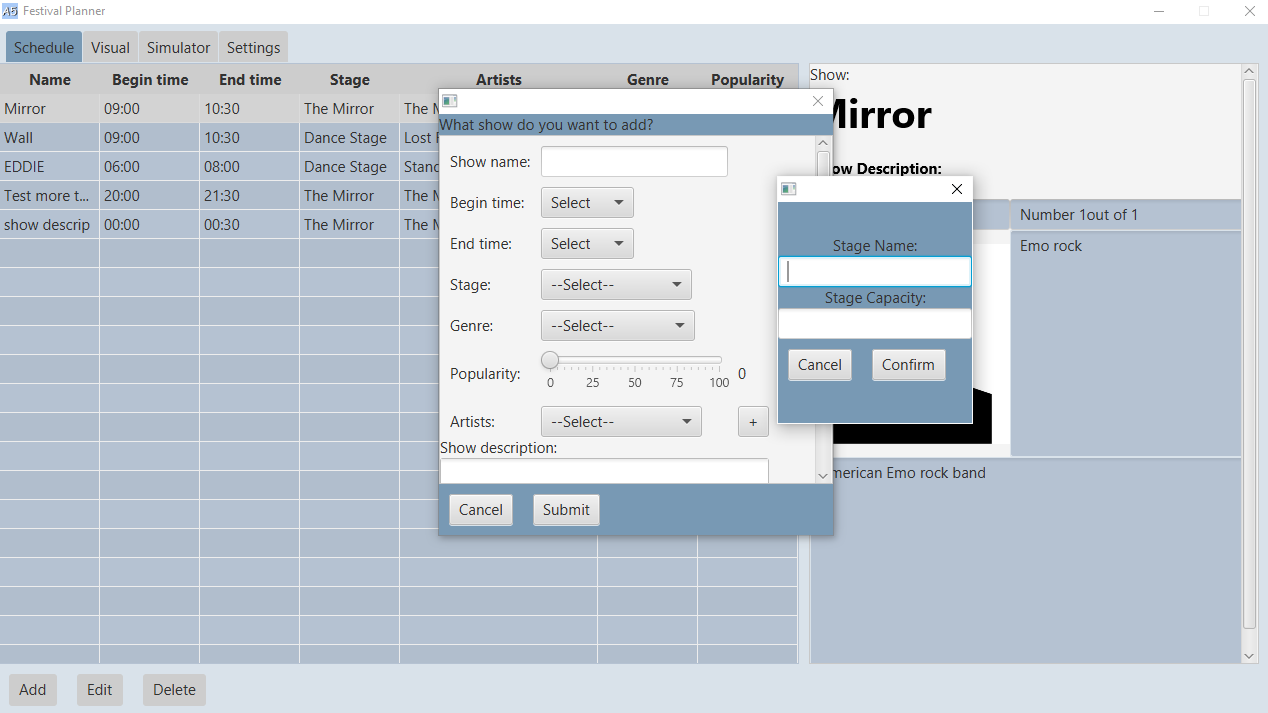 Festival Planner
Schedule Visual Simulator Settings
Name Begin time End time Stage Artists Genre Popularity
Mirror 09:00 10:30 The Mirror The M
Wall 09:00 10:30 Dance Stage Lost
EDDIE 06:00 08:00 Dance Stage Stand
Test more t... 20:00 21:30 The Mirror The M
show descrip 00:00 00:30 The Mirror The M
Add Edit Delete
What show do you want to add?
Show name:
Begin time: Select
End time: Select
Stage: --Select--
Genre: --Select--
Popularity: 0 25 50 75 100 0
Artists: --Select-- +
Show description:
Cancel Submit
Stage Name:
Stage Capacity:
Cancel Confirm
Show:
Mirror
ow Description:
Number 1out of 1
Emo rock
merican Emo rock band